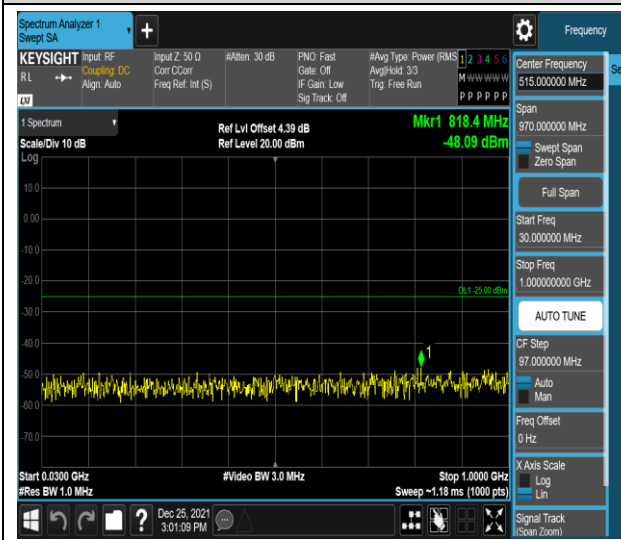 Spectrum Analyzer 1
Swept SA
+
Frequency
KEYSIGHT
RL
LXI
Input: RF
Coupling: DC
Align: Auto
Input Z: 50 Ω
Corr CCorr
Freq Ref: Int (S)
#Atten: 30 dB
PNO: Fast
Gate: Off
IF Gain: Low
Sig Track: Off
#Avg Type: Power (RMS
Avg|Hold: 3/3
Trig: Free Run
1 2 3 4 5 6
M W W W W W
P P P P P P
1 Spectrum
Scale/Div 10 dB
Log
Ref Lvl Offset 4.39 dB
Ref Level 20.00 dBm
Mkr1 818.4 MHz
-48.09 dBm
10.0
0.00
-10.0
-20.0
DL1 -25.00 dBm
-30.0
-40.0
1
-50.0
-60.0
-70.0
Start 0.0300 GHz
#Res BW 1.0 MHz
#Video BW 3.0 MHz
Stop 1.0000 GHz
Sweep ~1.18 ms (1000 pts)
?
Dec 25, 2021
3:01:09 PM
Center Frequency
515.000000 MHz
Se
Span
970.000000 MHz
Swept Span
Zero Span
Full Span
Start Freq
30.000000 MHz
Stop Freq
1.000000000 GHz
AUTO TUNE
CF Step
97.000000 MHz
Auto
Man
Freq Offset
0 Hz
X Axis Scale
Log
Lin
Signal Track
(Span Zoom)